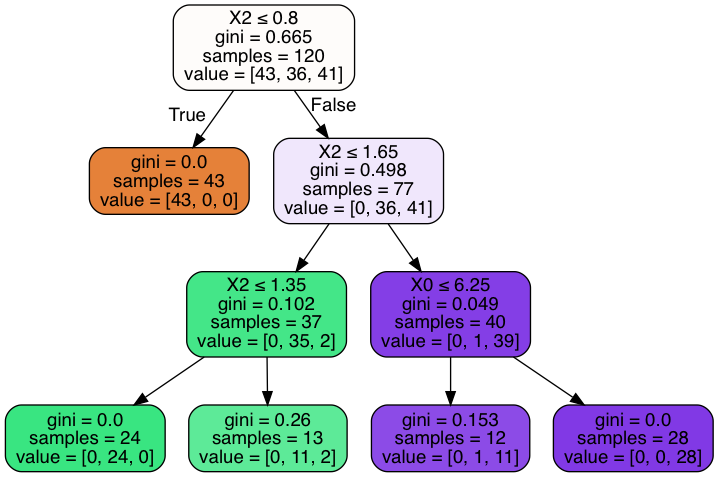 X2 ≤ 0.8
gini = 0.665
samples = 120
value = [43, 36, 41]
True
False
gini = 0.0
samples = 43
value = [43, 0, 0]
X2 ≤ 1.65
gini = 0.498
samples = 77
value = [0, 36, 41]
X2 ≤ 1.35
gini = 0.102
samples = 37
value = [0, 35, 2]
X0 ≤ 6.25
gini = 0.049
samples = 40
value = [0, 1, 39]
gini = 0.0
samples = 24
value = [0, 24, 0]
gini = 0.26
samples = 13
value = [0, 11, 2]
gini = 0.153
samples = 12
value = [0, 1, 11]
gini = 0.0
samples = 28
value = [0, 0, 28]